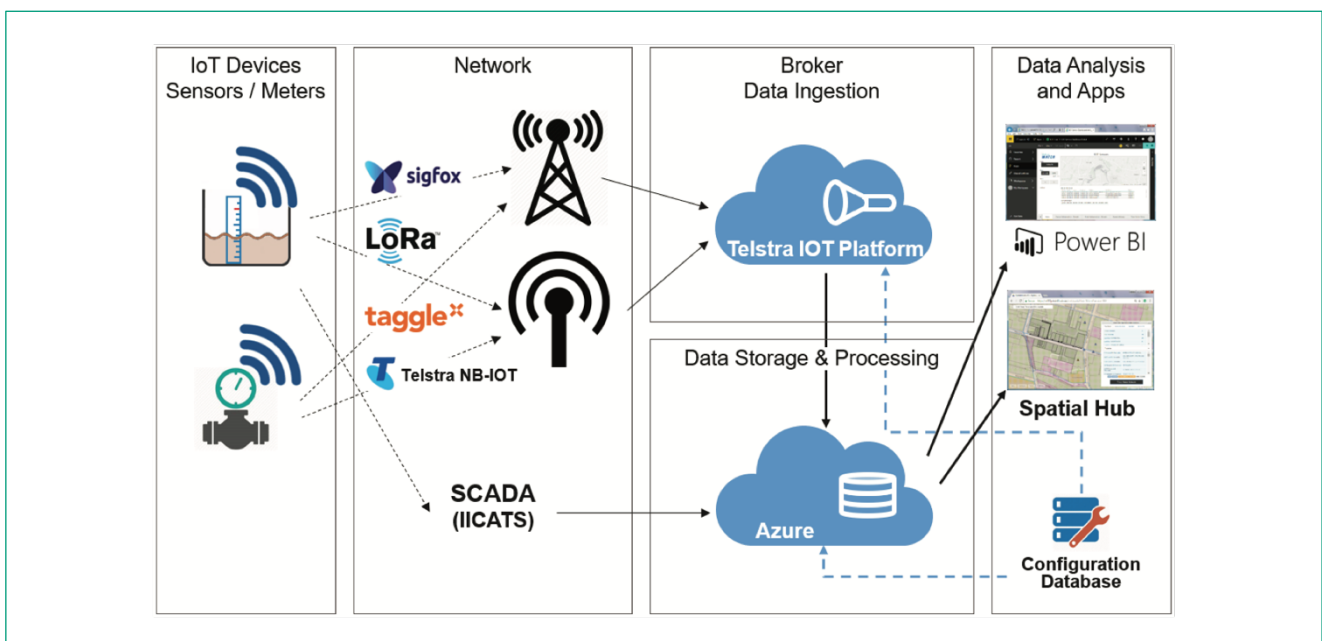 IoT Devices
Sensors / Meters
Network
sigfox
LoRa™
taggle
Telstra NB-IOT
SCADA
(IICATS)
Broker
Data Ingestion
Telstra IOT Platform
Data Storage & Processing
Azure
Data Analysis
and Apps
Power BI
Spatial Hub
Configuration
Database